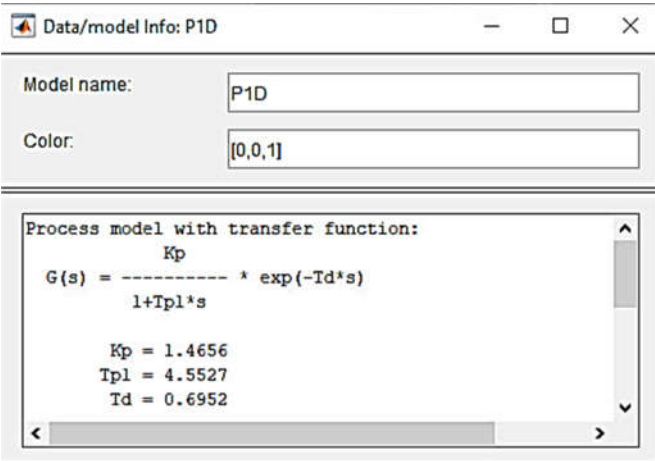 Data/model Info: P1D
Model name:
P1D
Color:
[0,0,1]
Process model with transfer function:
Kp
G(s) = ---------- * exp(-Td*s)
1+Tp1*s
Kp = 1.4656
Tp1 = 4.5527
Td = 0.6952